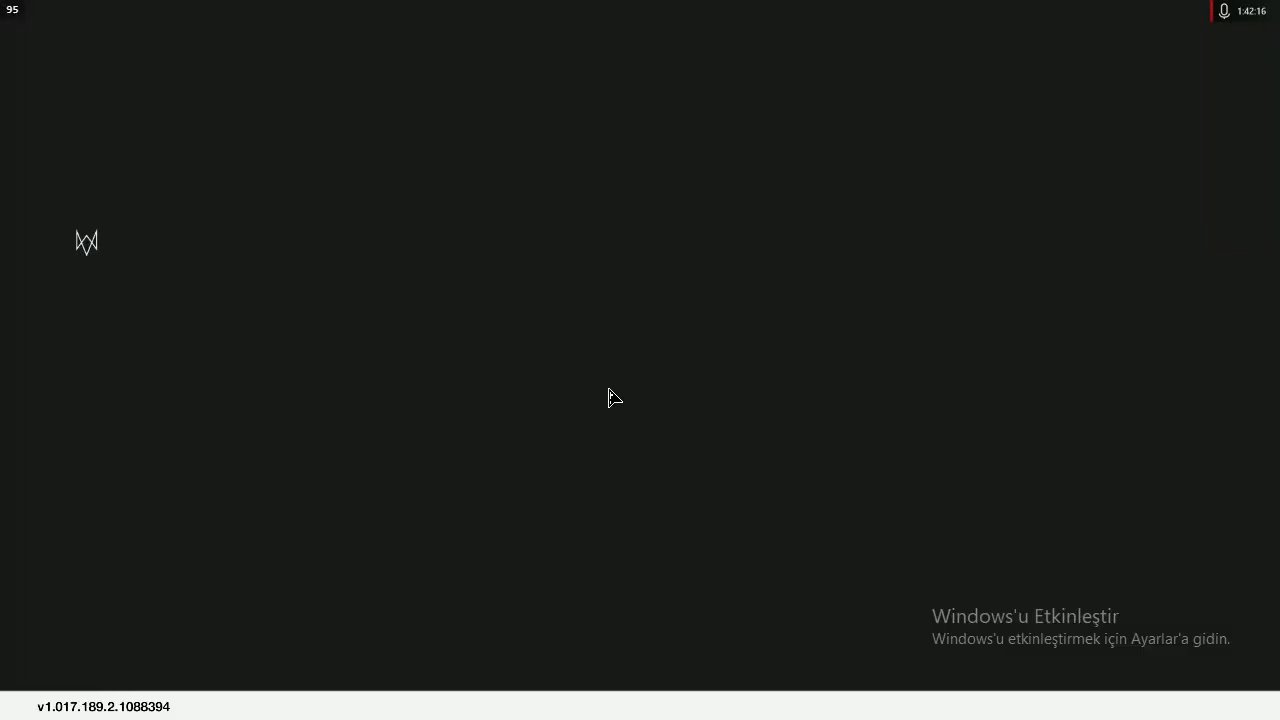 95
1:42:16
Windows'u Etkinleştir
Windows'u etkinleştirmek için Ayarlar'a gidin.
v1.017.189.2.1088394